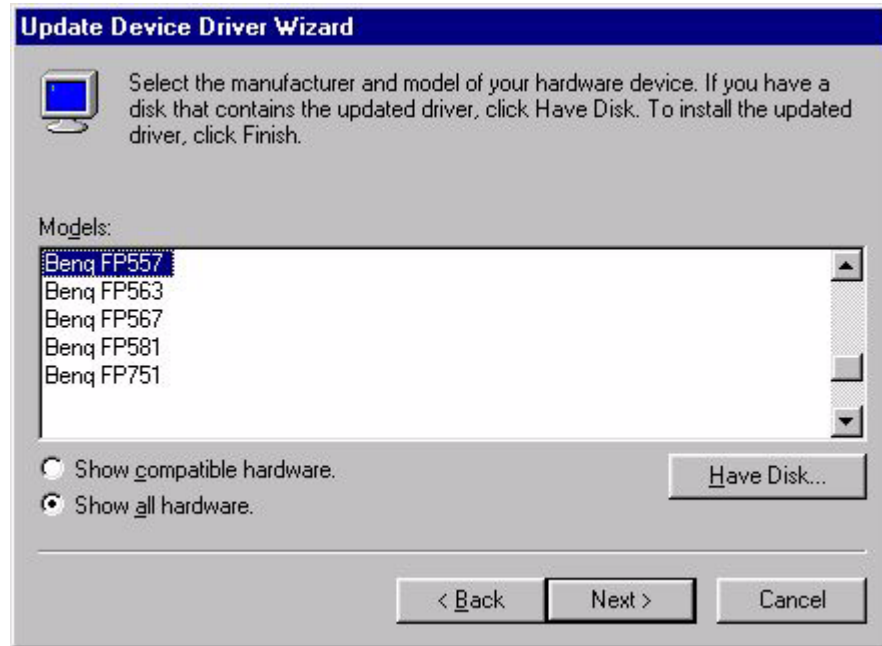 Update Device Driver Wizard
Select the manufacturer and model of your hardware device. If you have a
disk that contains the updated driver, click Have Disk. To install the updated
driver, click Finish.
Models:
Benq FP557
Benq FP563
Benq FP567
Benq FP581
Benq FP751
Show compatible hardware.
Show all hardware.
Have Disk...
< Back
Next >
Cancel